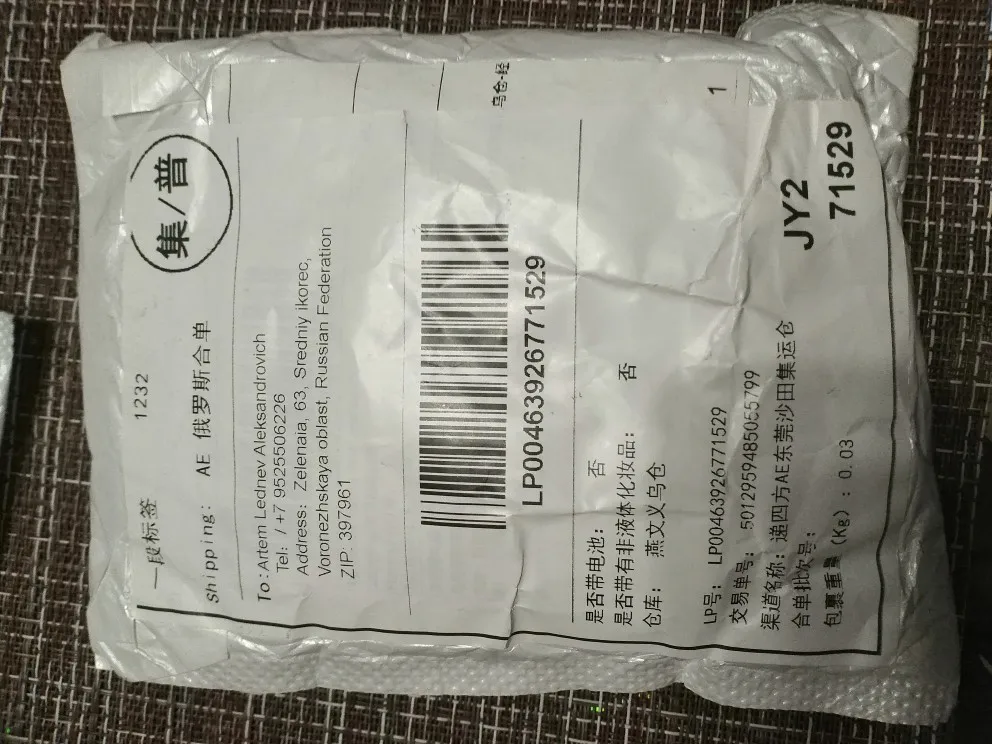 一段标签 1232
Shipping: AE 俄罗斯合单 集/普
To: Artem Lednev Aleksandrovich
Tel: / +7 9525506226
Address: Zelenaia, 63, Sredniy ikorec,
Voronezhskaya oblast, Russian Federation
ZIP: 397961
乌仓-经
LP00463926771529
是否带电池: 否
是否带有非液体化妆品: 否
仓库: 燕文义乌仓
1
LP号: LP00463926771529
交易单号: 5012959485055799
渠道名称: 递四方AE东莞沙田集运仓
合单批次号:
包裹重量 (Kg) : 0.03
JY2
71529